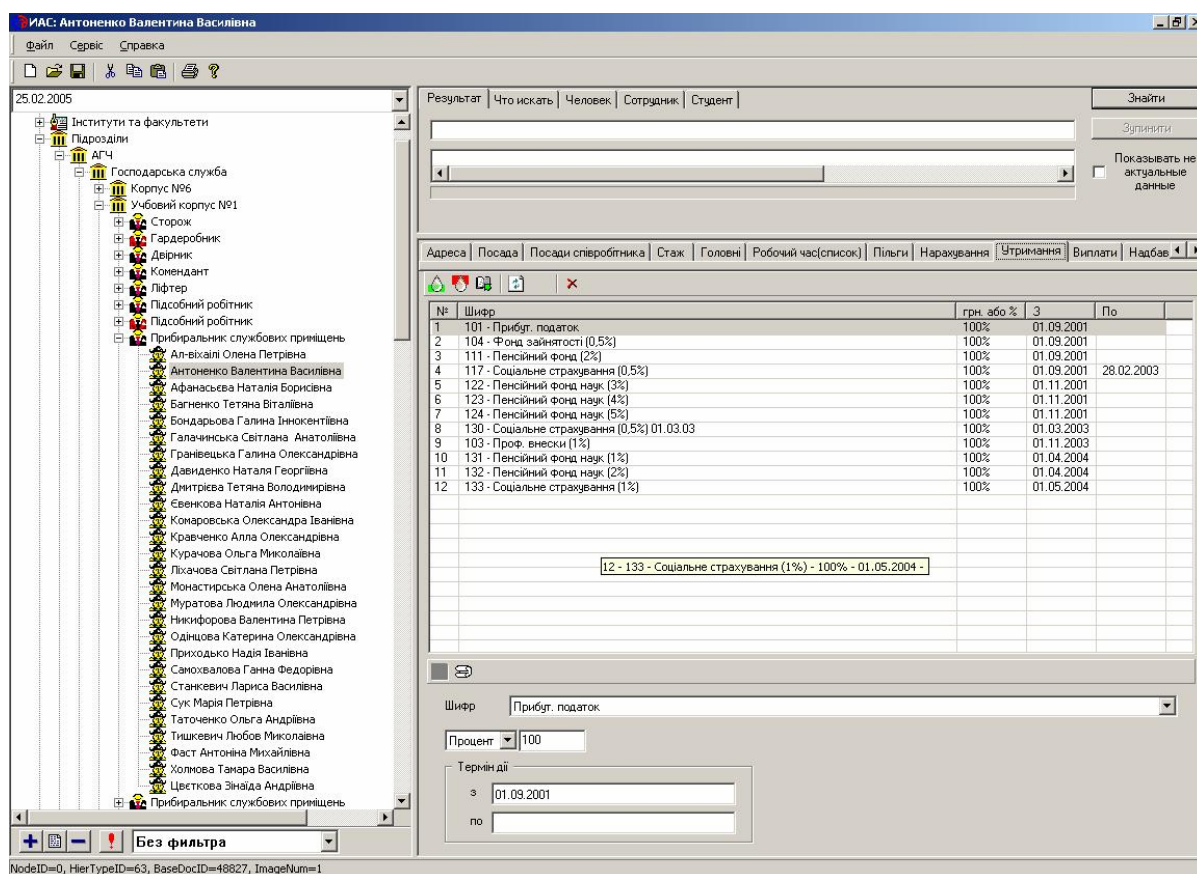 ИАС: Антоненко Валентина Василівна
Файл Сервіс Справка
25.02.2005
Інститути та факультети
Підрозділи
АГЧ
Господарська служба
Корпус №6
Учбовий корпус №1
Сторож
Гардеробник
Двірник
Комендант
Ліфтер
Підсобний робітник
Підсобний робітник
Прибиральник службових приміщень
Ал-віхаілі Олена Петрівна
Антоненко Валентина Василівна
Афанасьєва Наталія Борисівна
Багненко Тетяна Віталіївна
Бондарьова Галина Іннокентіївна
Галачинська Світлана Анатоліївна
Гранівецька Галина Олександрівна
Давиденко Наталя Георгіївна
Дмитрієва Тетяна Володимирівна
Євенкова Наталія Антонівна
Комаровська Олександра Іванівна
Кравченко Алла Олександрівна
Курачова Ольга Миколаївна
Ліхачова Світлана Петрівна
Монастирська Олена Анатоліївна
Муратова Людмила Олександрівна
Никифорова Валентина Петрівна
Одінцова Катерина Олександрівна
Приходько Надія Іванівна
Самохвалова Ганна Федорівна
Станкевич Лариса Василівна
Сук Марія Петрівна
Таточенко Ольга Андріївна
Тишкевич Любов Миколаівна
Фаст Антоніна Михайлівна
Холмова Тамара Василівна
Цвєткова Зінаїда Андріївна
Прибиральник службових приміщень
Без фильтра
NodeID=0, HierTypeID=63, BaseDocID=48827, ImageNum=1
Результат Что искать Человек Сотрудник Студент
Знайти
Зупинити
Показывать не
актуальные
данные
Адреса Посада Посади співробітника Стаж Головні Робочий час(список) Пільги Нарахування Утримання Виплати Надбав
№ Шифр грн. або % З По
1 101 - Прибут. податок 100% 01.09.2001
2 104 - Фонд зайнятості (0,5%) 100% 01.09.2001
3 111 - Пенсійний фонд (2%) 100% 01.09.2001
4 117 - Соціальне страхування (0,5%) 100% 01.09.2001 28.02.2003
5 122 - Пенсійний фонд наук (3%) 100% 01.11.2001
6 123 - Пенсійний фонд наук (4%) 100% 01.11.2001
7 124 - Пенсійний фонд наук (5%) 100% 01.11.2001
8 130 - Соціальне страхування (0,5%) 01.03.03 100% 01.03.2003
9 103 - Проф. внески (1%) 100% 01.11.2003
10 131 - Пенсійний фонд наук (1%) 100% 01.04.2004
11 132 - Пенсійний фонд наук (2%) 100% 01.04.2004
12 133 - Соціальне страхування (1%) 100% 01.05.2004
12 - 133 - Соціальне страхування (1%) - 100% - 01.05.2004 -
Шифр Прибут. податок
Процент 100
Термін дії
з 01.09.2001
по